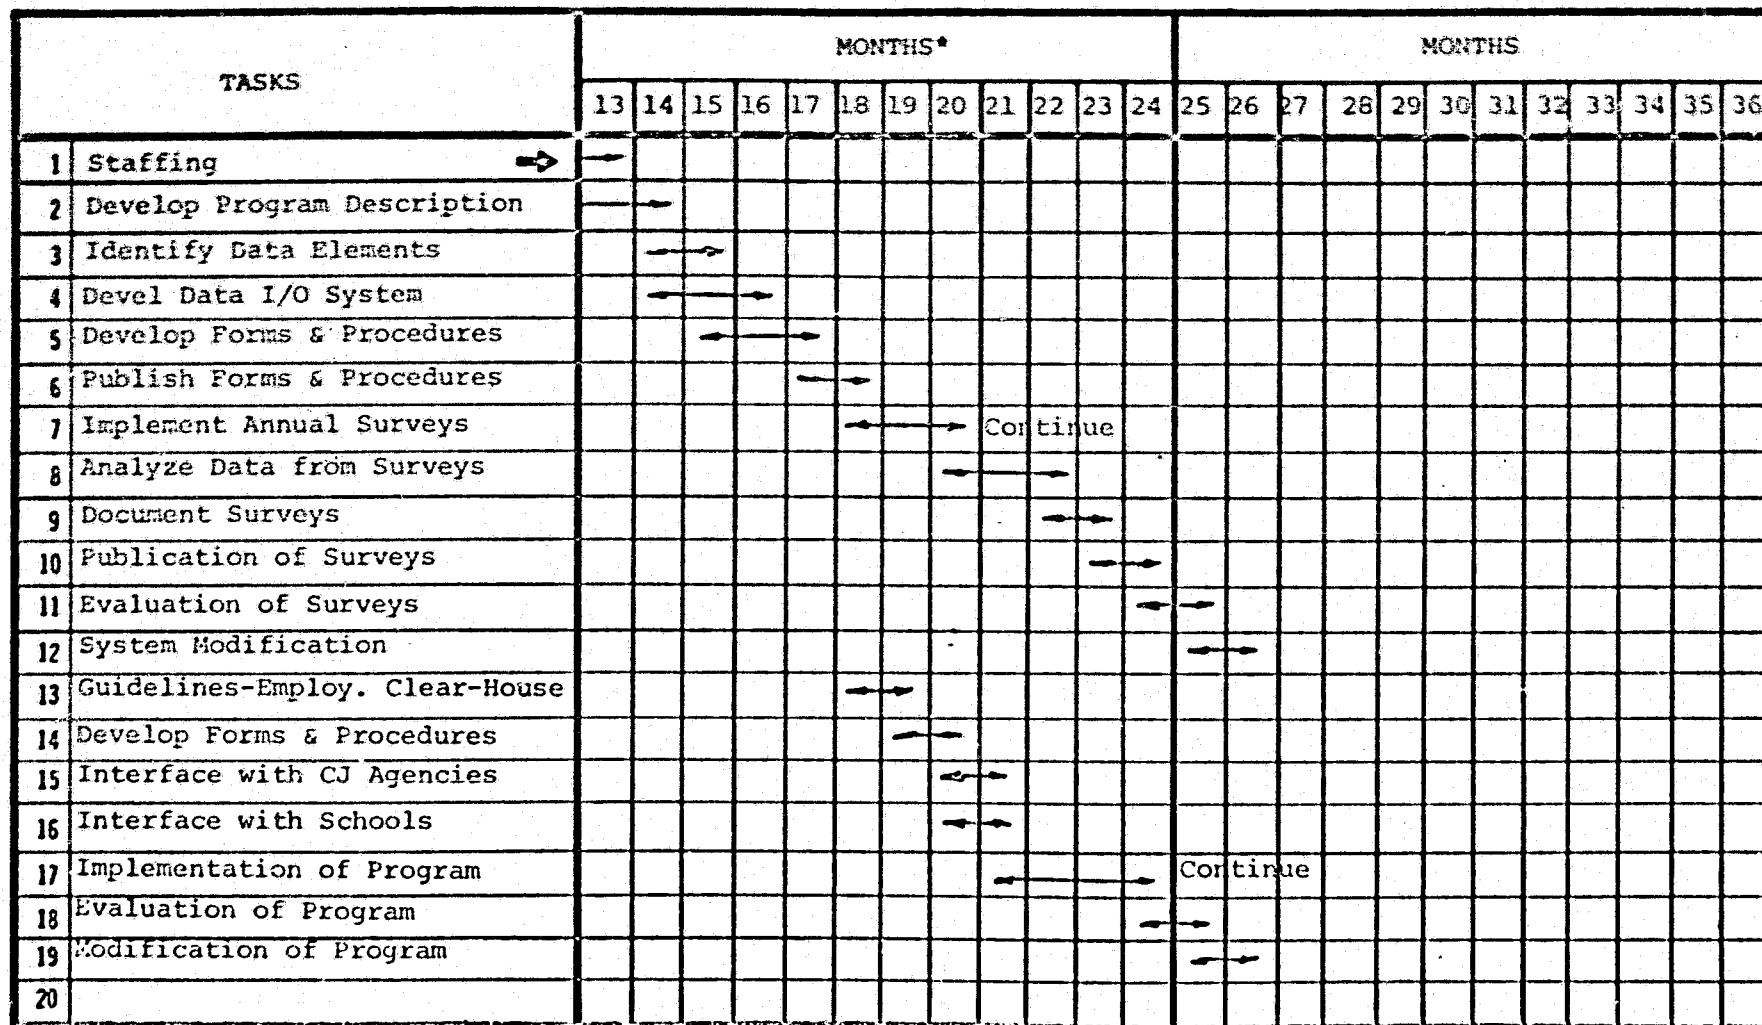 MONTHS* MONTHS
TASKS
13 14 15 16 17 18 19 20 21 22 23 24 25 26 27 28 29 30 31 32 33 34 35 36
1 Staffing
2 Develop Program Description
3 Identify Data Elements
4 Devel Data I/O System
5 Develop Forms & Procedures
6 Publish Forms & Procedures
7 Implement Annual Surveys Continue
8 Analyze Data from Surveys
9 Document Surveys
10 Publication of Surveys
11 Evaluation of Surveys
12 System Modification
13 Guidelines-Employ. Clear-House
14 Develop Forms & Procedures
15 Interface with CJ Agencies
16 Interface with Schools
17 Implementation of Program Continue
18 Evaluation of Program
19 Modification of Program
20